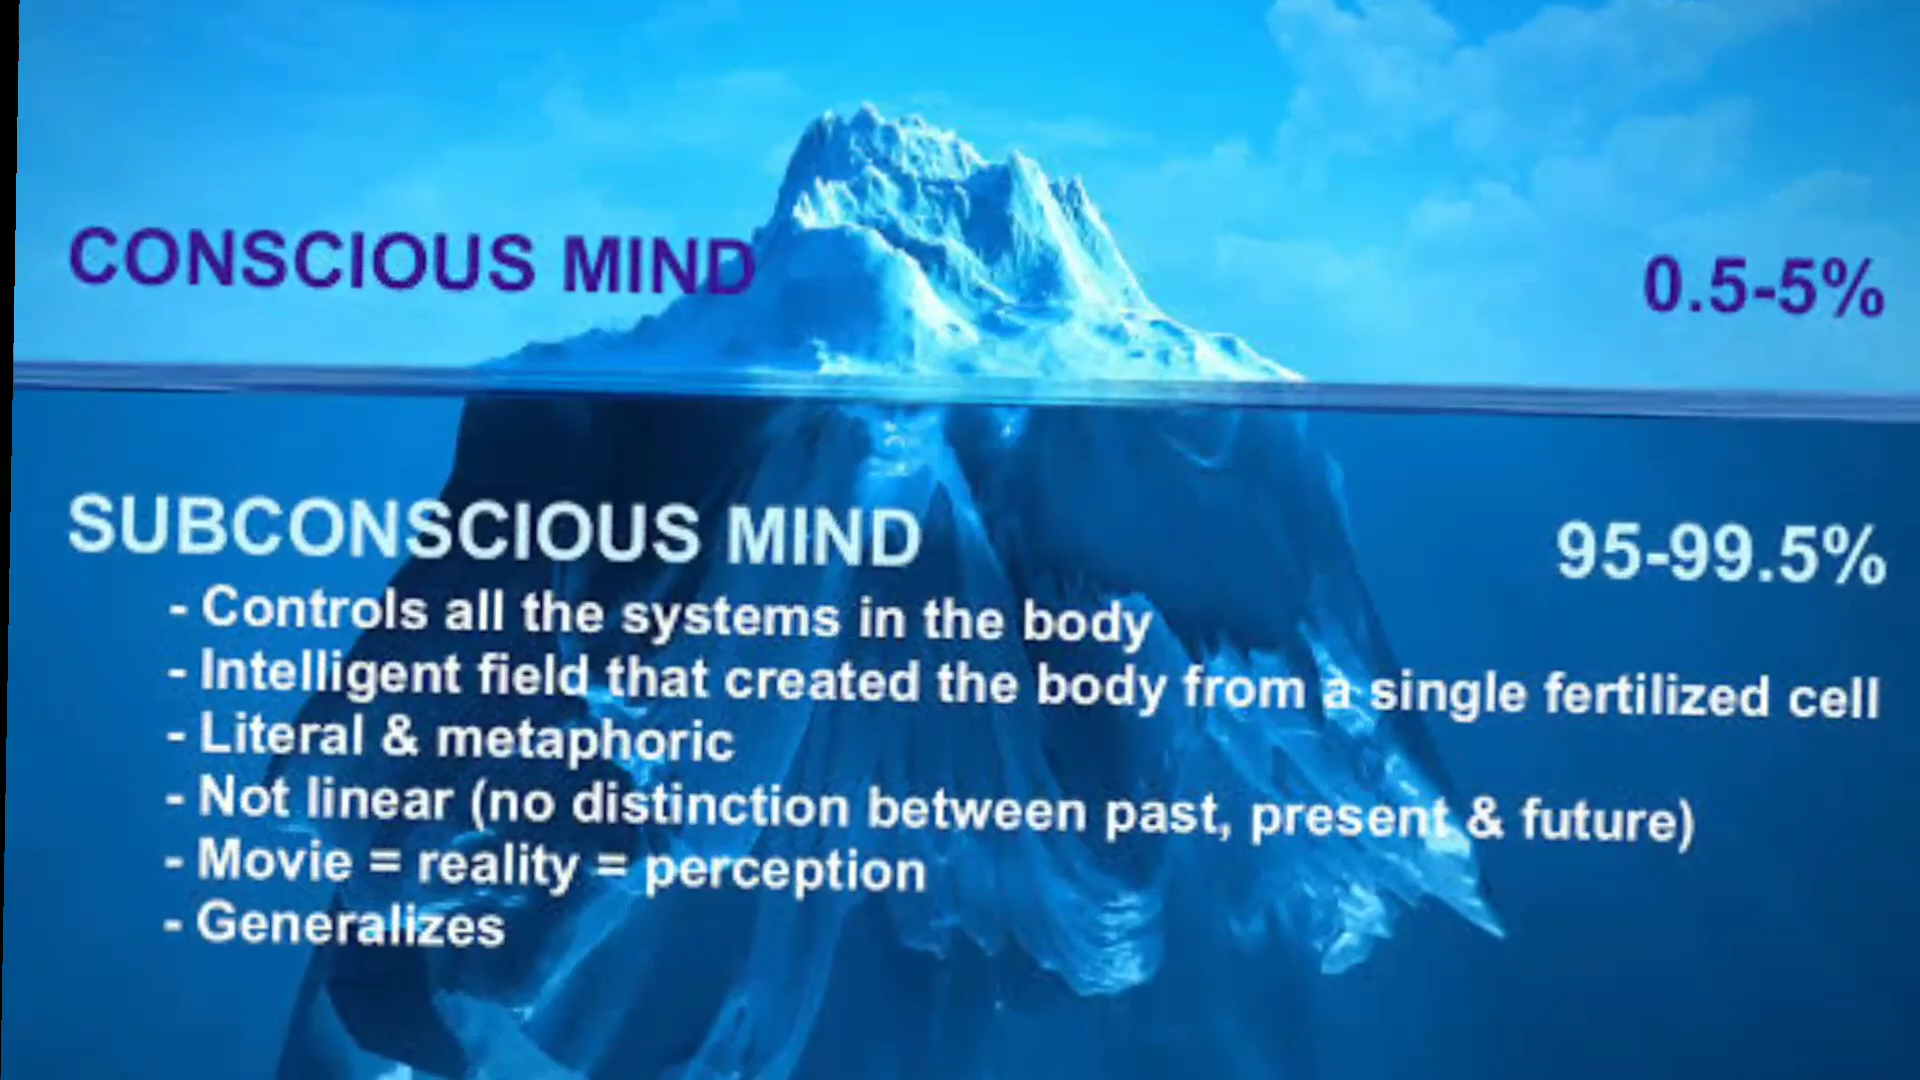 CONSCIOUS MIND 0.5-5%
SUBCONSCIOUS MIND 95-99.5%
- Controls all the systems in the body
- Intelligent field that created the body from a single fertilized cell
- Literal & metaphoric
- Not linear (no distinction between past, present & future)
- Movie = reality = perception
- Generalizes